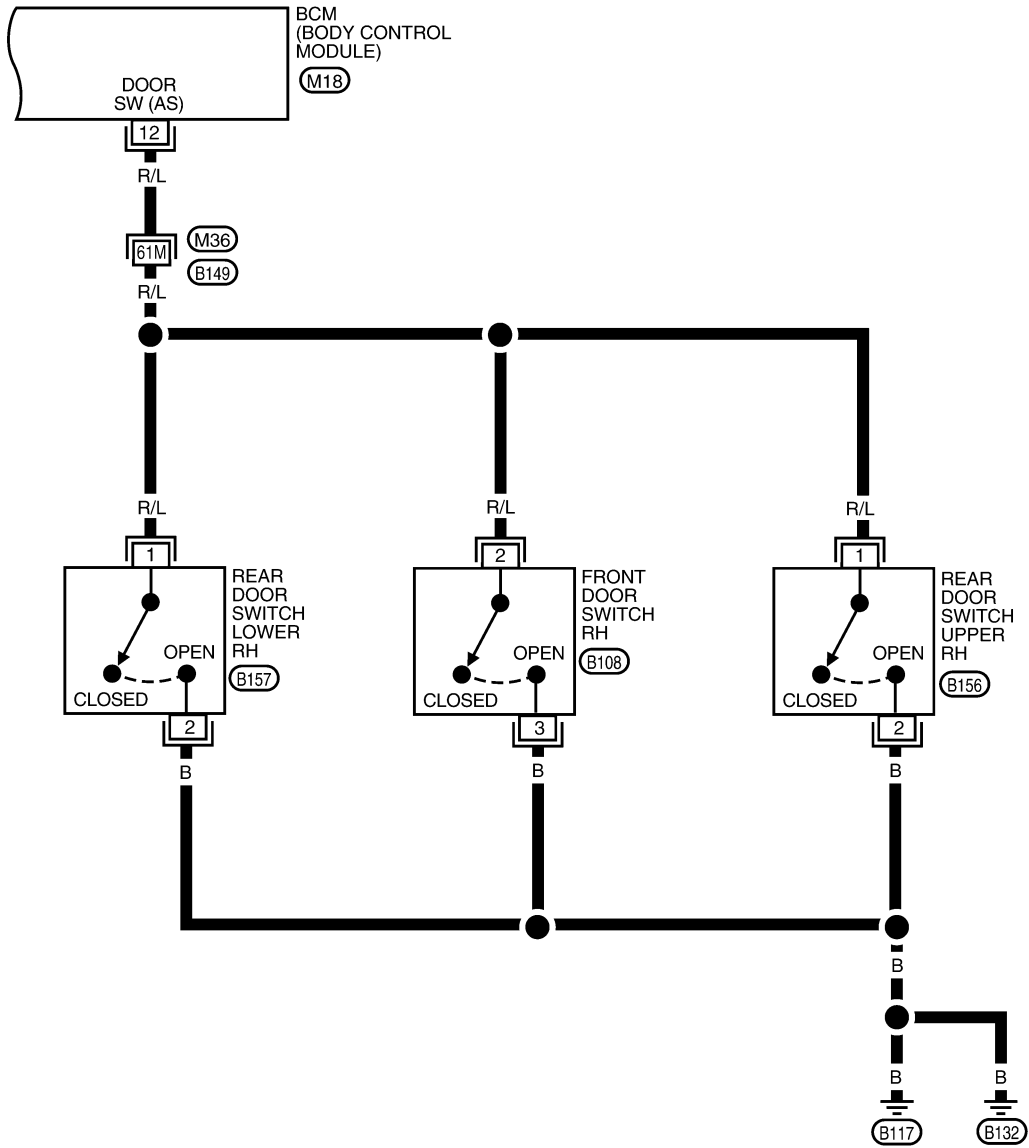 BCM
(BODY CONTROL
MODULE)
M18
DOOR
SW (AS)
12
R/L
61M
M36
B149
R/L
R/L
R/L
R/L
1
2
1
REAR
DOOR
SWITCH
LOWER
RH
B157
OPEN
CLOSED
FRONT
DOOR
SWITCH
RH
B108
OPEN
CLOSED
REAR
DOOR
SWITCH
UPPER
RH
B156
OPEN
CLOSED
2
3
2
B
B
B
B
B
B
B117
B132